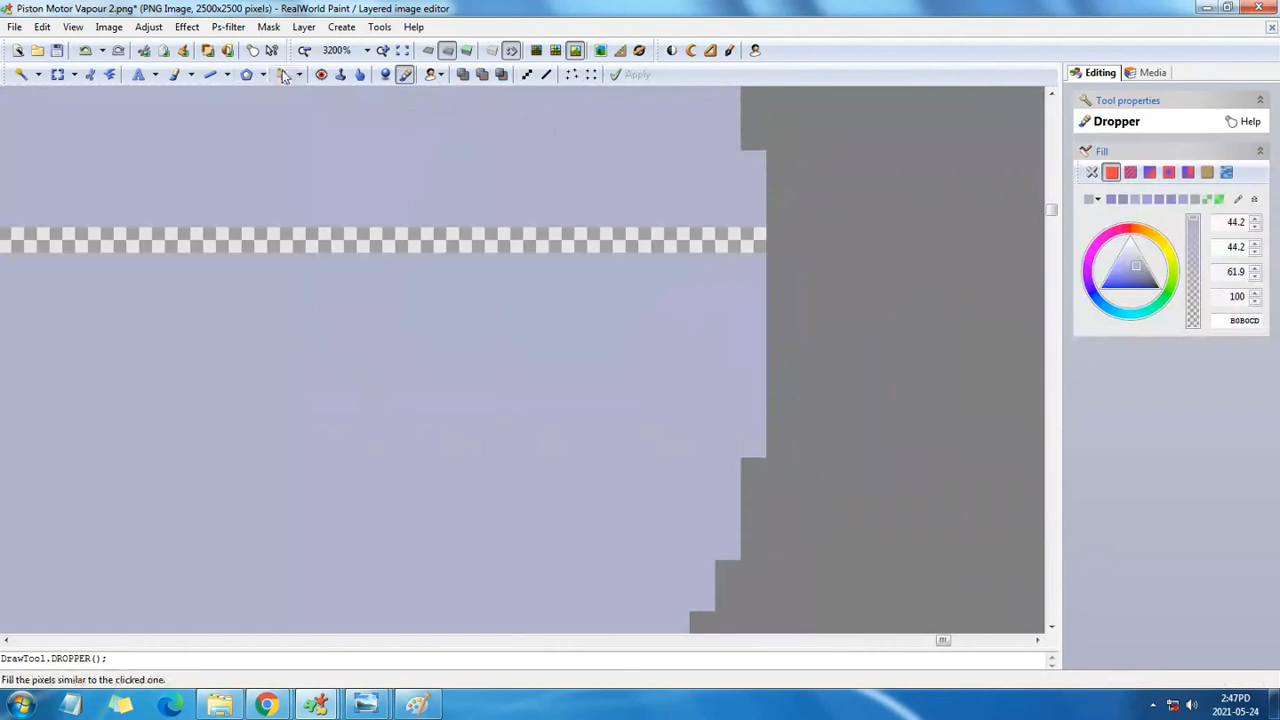 Piston Motor Vapour 2.png* (PNG Image, 2500x2500 pixels) - RealWorld Paint / Layered image editor
File Edit View Image Adjust Effect Ps-filter Mask Layer Create Tools Help
3200%
Apply
Editing Media
Tool properties
Dropper Help
Fill
44.2
44.2
61.9
100
B0B0CD
DrawTool.DROPPER();
Fill the pixels similar to the clicked one.
2:47PD
2021-05-24